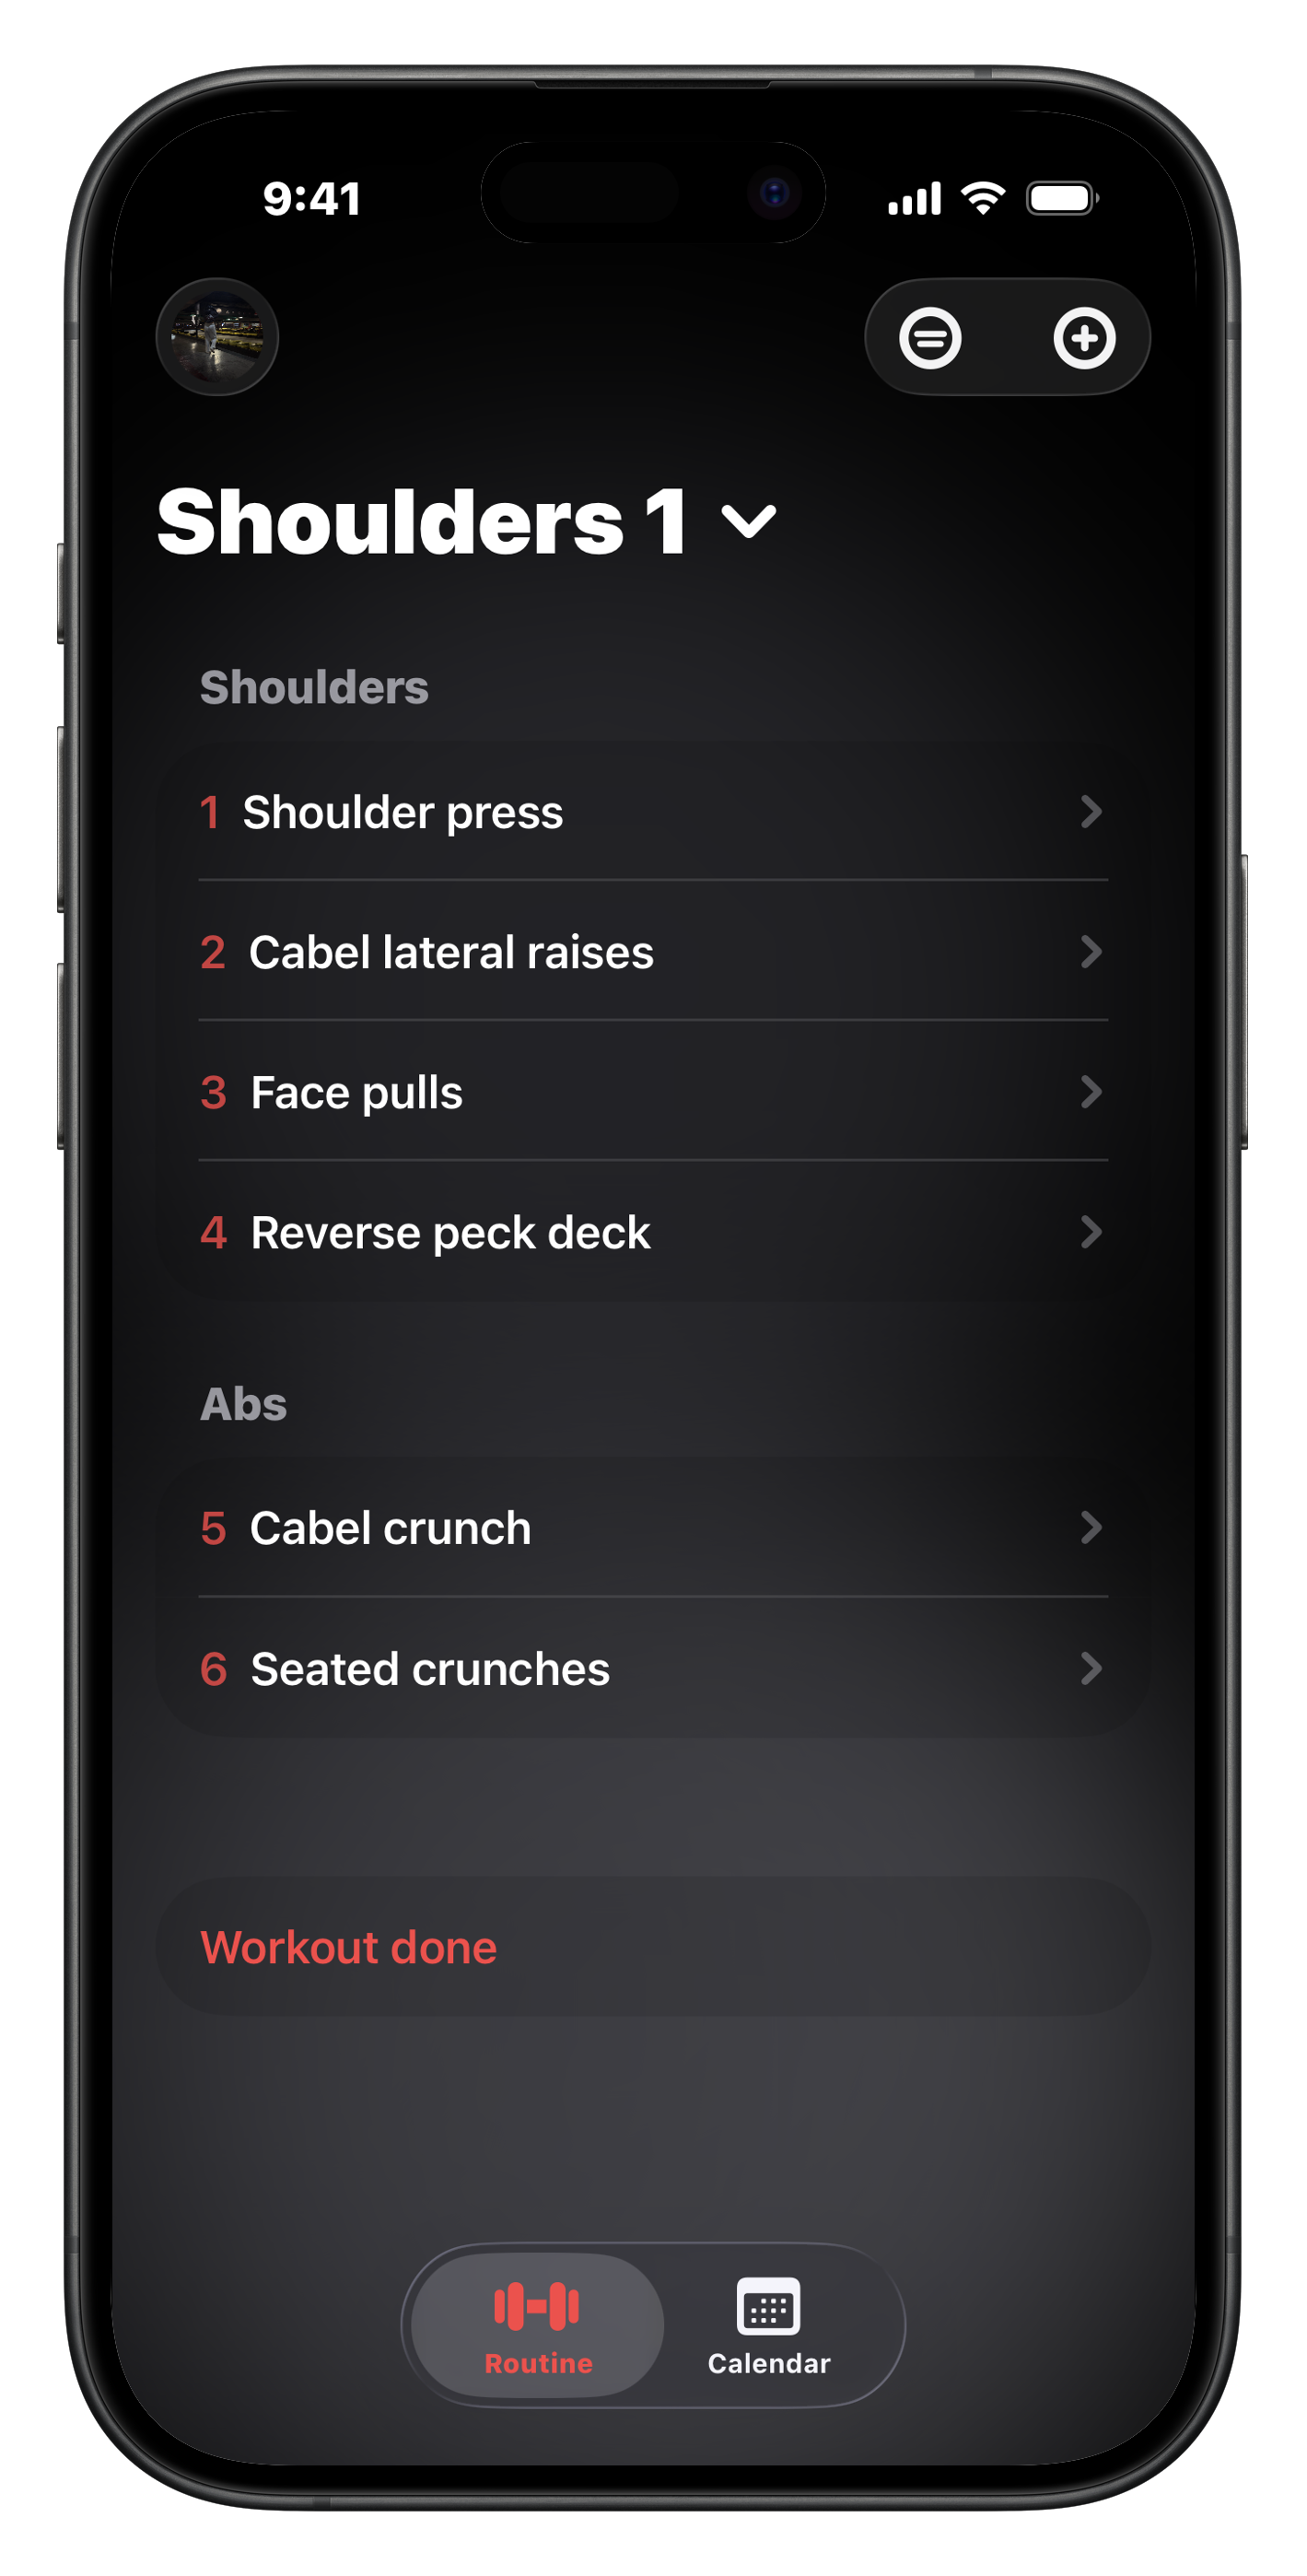 9:41
Shoulders 1
Shoulders
1 Shoulder press
2 Cabel lateral raises
3 Face pulls
4 Reverse peck deck
Abs
5 Cabel crunch
6 Seated crunches
Workout done
Routine Calendar